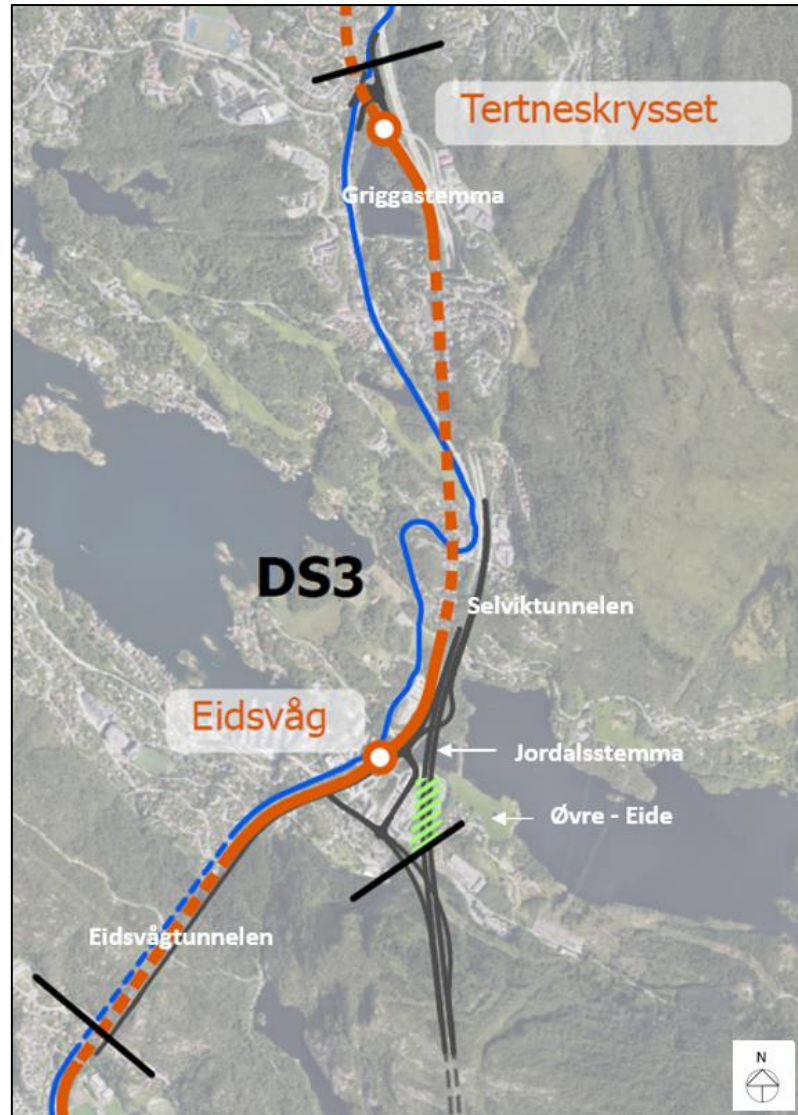 Tertneskrysset
Griggastemma
DS3
Selviktunnelen
Eidsvåg
Jordalsstemma
Øvre - Eide
Eidsvågtunnelen
N